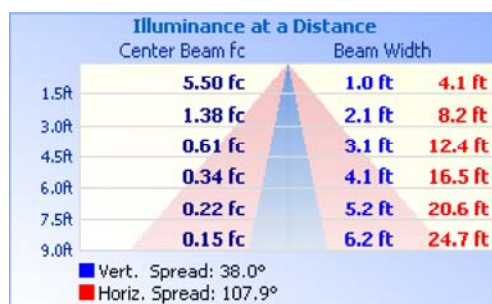 Illuminance at a Distance
Center Beam fc Beam Width
1.5ft 5.50 fc 1.0 ft 4.1 ft
3.0ft 1.38 fc 2.1 ft 8.2 ft
4.5ft 0.61 fc 3.1 ft 12.4 ft
6.0ft 0.34 fc 4.1 ft 16.5 ft
7.5ft 0.22 fc 5.2 ft 20.6 ft
9.0ft 0.15 fc 6.2 ft 24.7 ft
Vert. Spread: 38.0°
Horiz. Spread: 107.9°